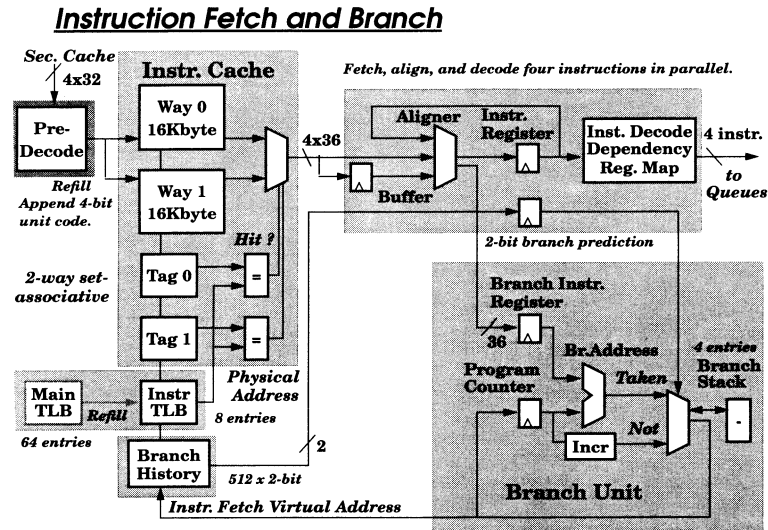 Instruction Fetch and Branch
Sec. Cache
4x32
Instr. Cache
Fetch, align, and decode four instructions in parallel.
Pre-
Decode
Way 0
16Kbyte
Way 1
16Kbyte
Refill
Append 4-bit
unit code.
4x36
Aligner
Instr.
Register
Buffer
Inst. Decode
Dependency
Reg. Map
4 instr.
to
Queues
2-bit branch prediction
Hit ?
2-way set-
associative
Tag 0
=
Tag 1
=
Physical
Address
Main
TLB
Refill
Instr
TLB
8 entries
64 entries
Branch
History
2
512 x 2-bit
Instr. Fetch Virtual Address
Branch Instr.
Register
36
Br.Address
Program
Counter
Taken
4 entries
Branch
Stack
-
Not
Incr
Branch Unit